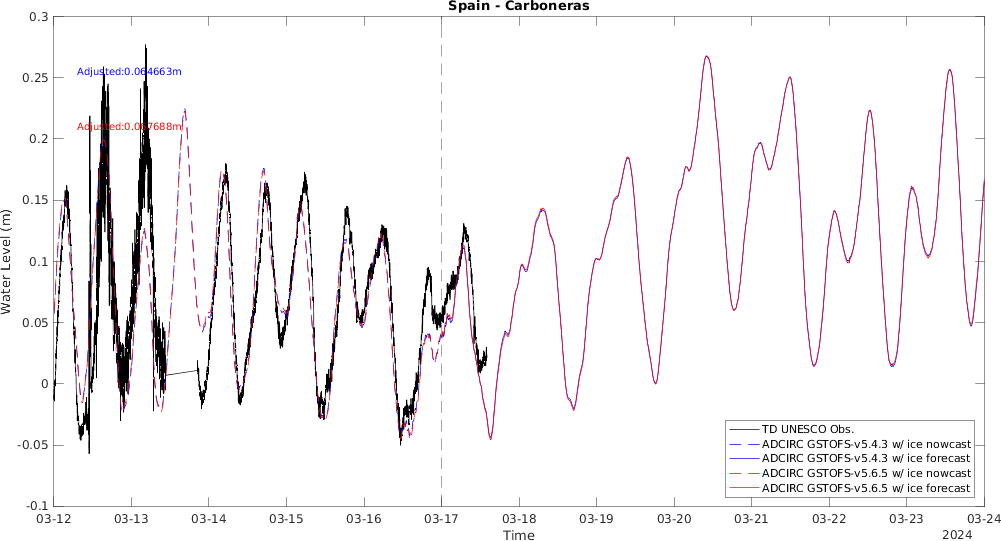 Spain - Carboneras
Water Level (m)
0.3
0.25
0.2
0.15
0.1
0.05
0
-0.05
-0.1
Adjusted:0.064663m
TD UNESCO Obs.
ADCIRC GSTOFS-v5.4.3 w/ ice nowcast
ADCIRC GSTOFS-v5.4.3 w/ ice forecast
ADCIRC GSTOFS-v5.6.5 w/ ice nowcast
ADCIRC GSTOFS-v5.6.5 w/ ice forecast
03-12 03-13 03-14 03-15 03-16 03-17 03-18 03-19 03-20 03-21 03-22 03-23 03-24
Time
2024